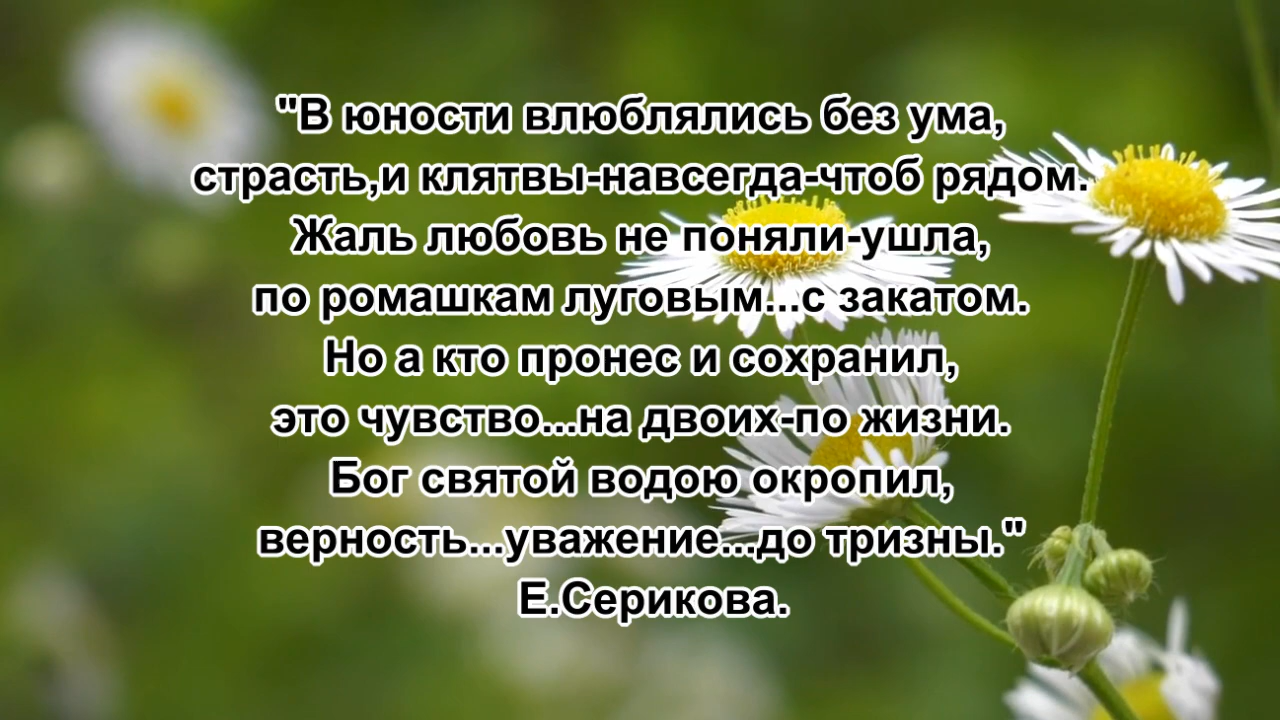 "В юности влюблялись без ума,
страсть,и клятвы-навсегда-чтоб рядом.
Жаль любовь не поняли-ушла,
по ромашкам луговым...с закатом.
Но а кто пронес и сохранил,
это чувство...на двоих-по жизни.
Бог святой водою окропил,
верность...уважение...до тризны."
Е.Серикова.